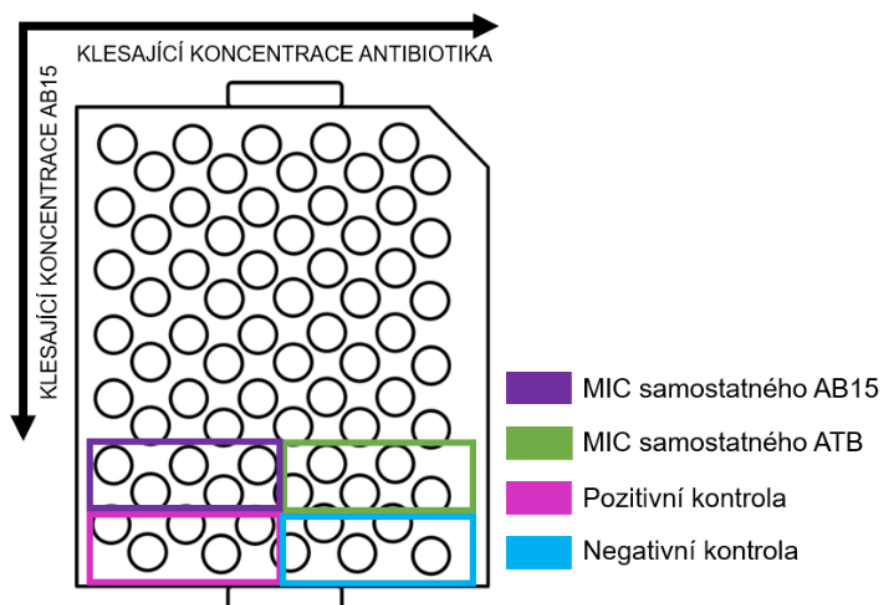 KLESAJÍCÍ KONCENTRACE ANTIBIOTIKA
KLESAJÍCÍ KONCENTRACE AB15
MIC samostatného AB15
MIC samostatného ATB
Pozitivní kontrola
Negativní kontrola